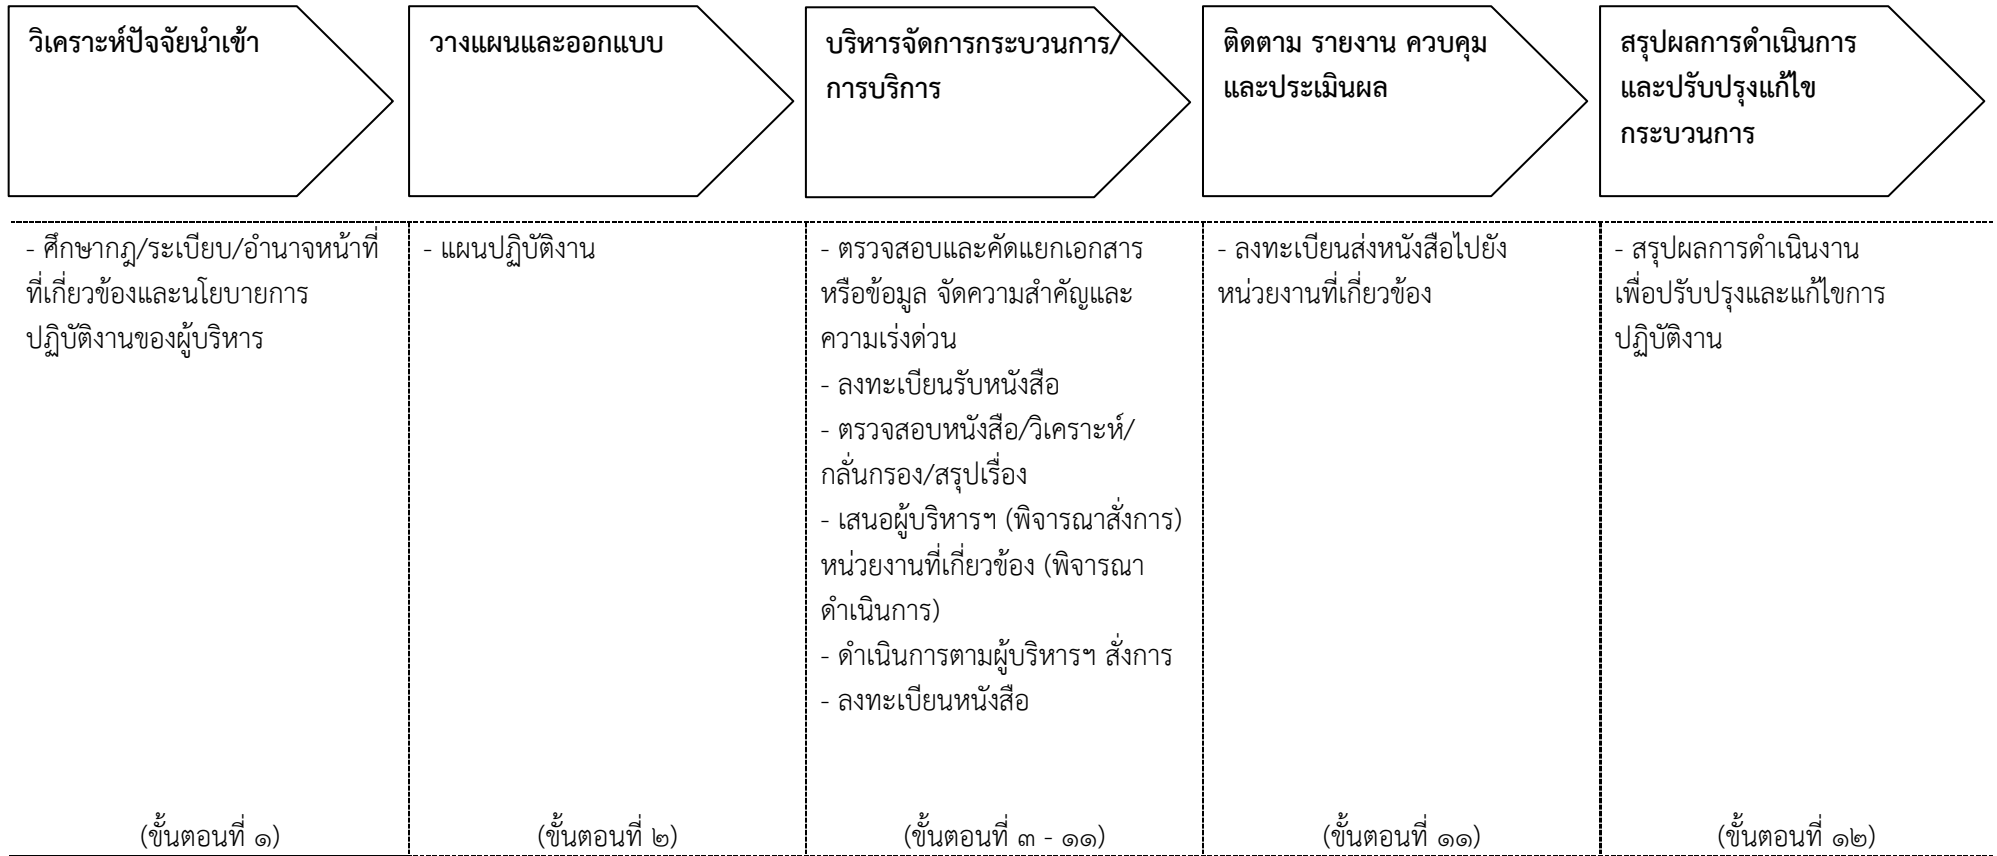 วิเคราะห์ปัจจัยนำเข้า
วางแผนและออกแบบ
บริหารจัดการกระบวนการ/
การบริการ
ติดตาม รายงาน ควบคุม
และประเมินผล
สรุปผลการดำเนินการ
และปรับปรุงแก้ไข
กระบวนการ
- ศึกษากฎ/ระเบียบ/อำนาจหน้าที่
ที่เกี่ยวข้องและนโยบายการ
ปฏิบัติงานของผู้บริหาร
(ขั้นตอนที่ ๑)
- แผนปฏิบัติงาน
(ขั้นตอนที่ ๒)
- ตรวจสอบและคัดแยกเอกสาร
หรือข้อมูล จัดความสำคัญและ
ความเร่งด่วน
- ลงทะเบียนรับหนังสือ
- ตรวจสอบหนังสือ/วิเคราะห์/
กลั่นกรอง/สรุปเรื่อง
- เสนอผู้บริหารฯ (พิจารณาสั่งการ)
หน่วยงานที่เกี่ยวข้อง (พิจารณา
ดำเนินการ)
- ดำเนินการตามผู้บริหารฯ สั่งการ
- ลงทะเบียนหนังสือ
(ขั้นตอนที่ ๓ - ๑๑)
- ลงทะเบียนส่งหนังสือไปยัง
หน่วยงานที่เกี่ยวข้อง
(ขั้นตอนที่ ๑๑)
- สรุปผลการดำเนินงาน
เพื่อปรับปรุงและแก้ไขการ
ปฏิบัติงาน
(ขั้นตอนที่ ๑๒)